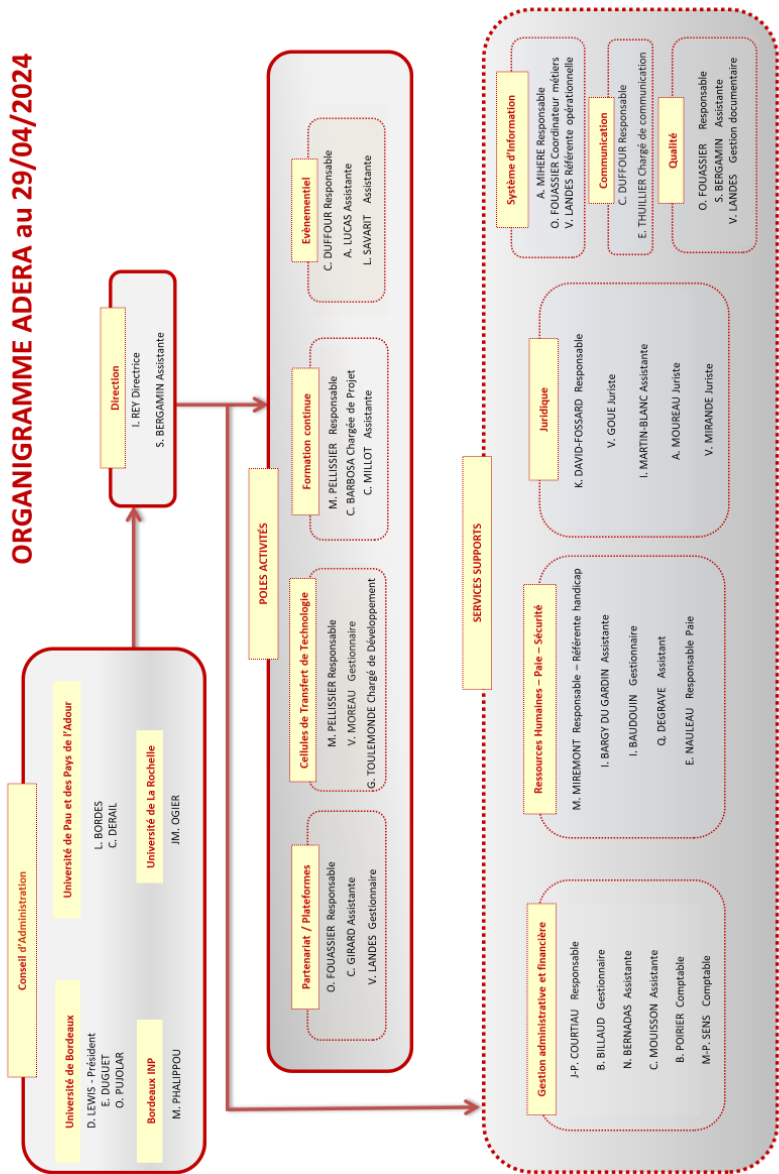 ORGANIGRAMME ADERA au 29/04/2024
Conseil d'Administration
Université de Bordeaux
D. LEWIS - Président
E. DUGUET
O. PUJOLAR
Université de Pau et des Pays de l'Adour
L. BORDES
C. DERAIL
Bordeaux INP
M. PHALIPPOU
Université de La Rochelle
JM. OGIER
Direction
I. REY Directrice
S. BERGAMIN Assistante
POLES ACTIVITÉS
Partenariat / Plateformes
O. FOUASSIER Responsable
C. GIRARD Assistante
V. LANDES Gestionnaire
Cellules de Transfert de Technologie
M. PELLISSIER Responsable
V. MOREAU Gestionnaire
G. TOULEMONDE Chargé de Développement
Formation continue
M. PELLISSIER Responsable
C. BARBOSA Chargée de Projet
C. MILLOT Assistante
Evènementiel
C. DUFFOUR Responsable
A. LUCAS Assistante
L. SAVARIT Assistante
SERVICES SUPPORTS
Gestion administrative et financière
J-P. COURTIAU Responsable
B. BILLAUD Gestionnaire
N. BERNADAS Assistante
C. MOUISSON Assistante
B. POIRIER Comptable
M-P. SENS Comptable
Ressources Humaines – Paie – Sécurité
M. MIREMONT Responsable – Référente handicap
I. BARGY DU GARDIN Assistante
I. BAUDOUIN Gestionnaire
Q. DEGRAVE Assistant
E. NAULEAU Responsable Paie
Juridique
K. DAVID-FOSSARD Responsable
V. GOUE Juriste
I. MARTIN-BLANC Assistante
A. MOUREAU Juriste
V. MIRANDE Juriste
Système d'Information
A. MIHERE Responsable
O. FOUASSIER Coordinateur métiers
V. LANDES Référente opérationnelle
Communication
C. DUFFOUR Responsable
E. THUILLIER Chargé de communication
Qualité
O. FOUASSIER Responsable
S. BERGAMIN Assistante
V. LANDES Gestion documentaire